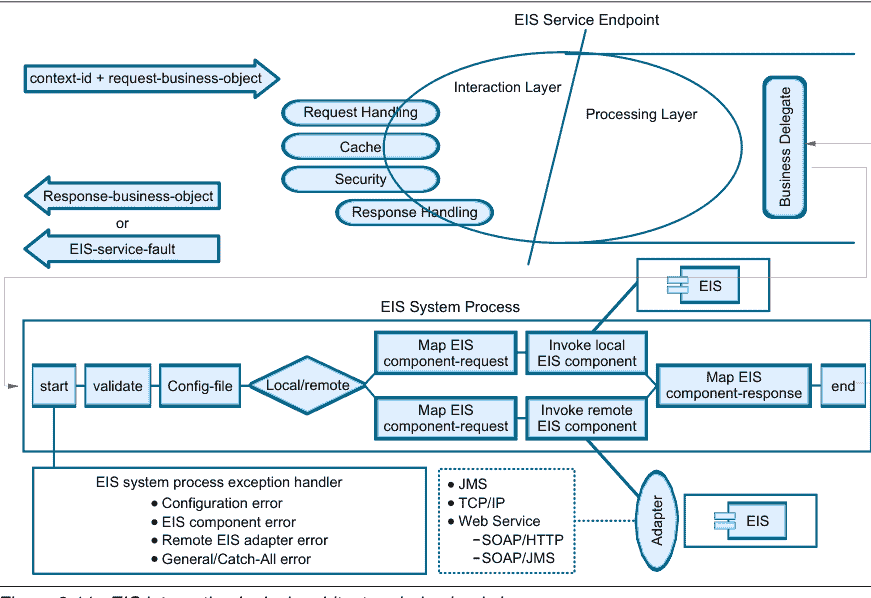 EIS Service Endpoint
context-id + request-business-object
Interaction Layer
Processing Layer
Request Handling
Cache
Security
Response Handling
Business Delegate
Response-business-object
or
EIS-service-fault
EIS
EIS System Process
start
validate
Config-file
Local/remote
Map EIS
component-request
Invoke local
EIS component
Map EIS
component-request
Invoke remote
EIS component
Map EIS
component-response
end
EIS system process exception handler
● Configuration error
● EIS component error
● Remote EIS adapter error
● General/Catch-All error
● JMS
● TCP/IP
● Web Service
–SOAP/HTTP
–SOAP/JMS
Adapter
EIS